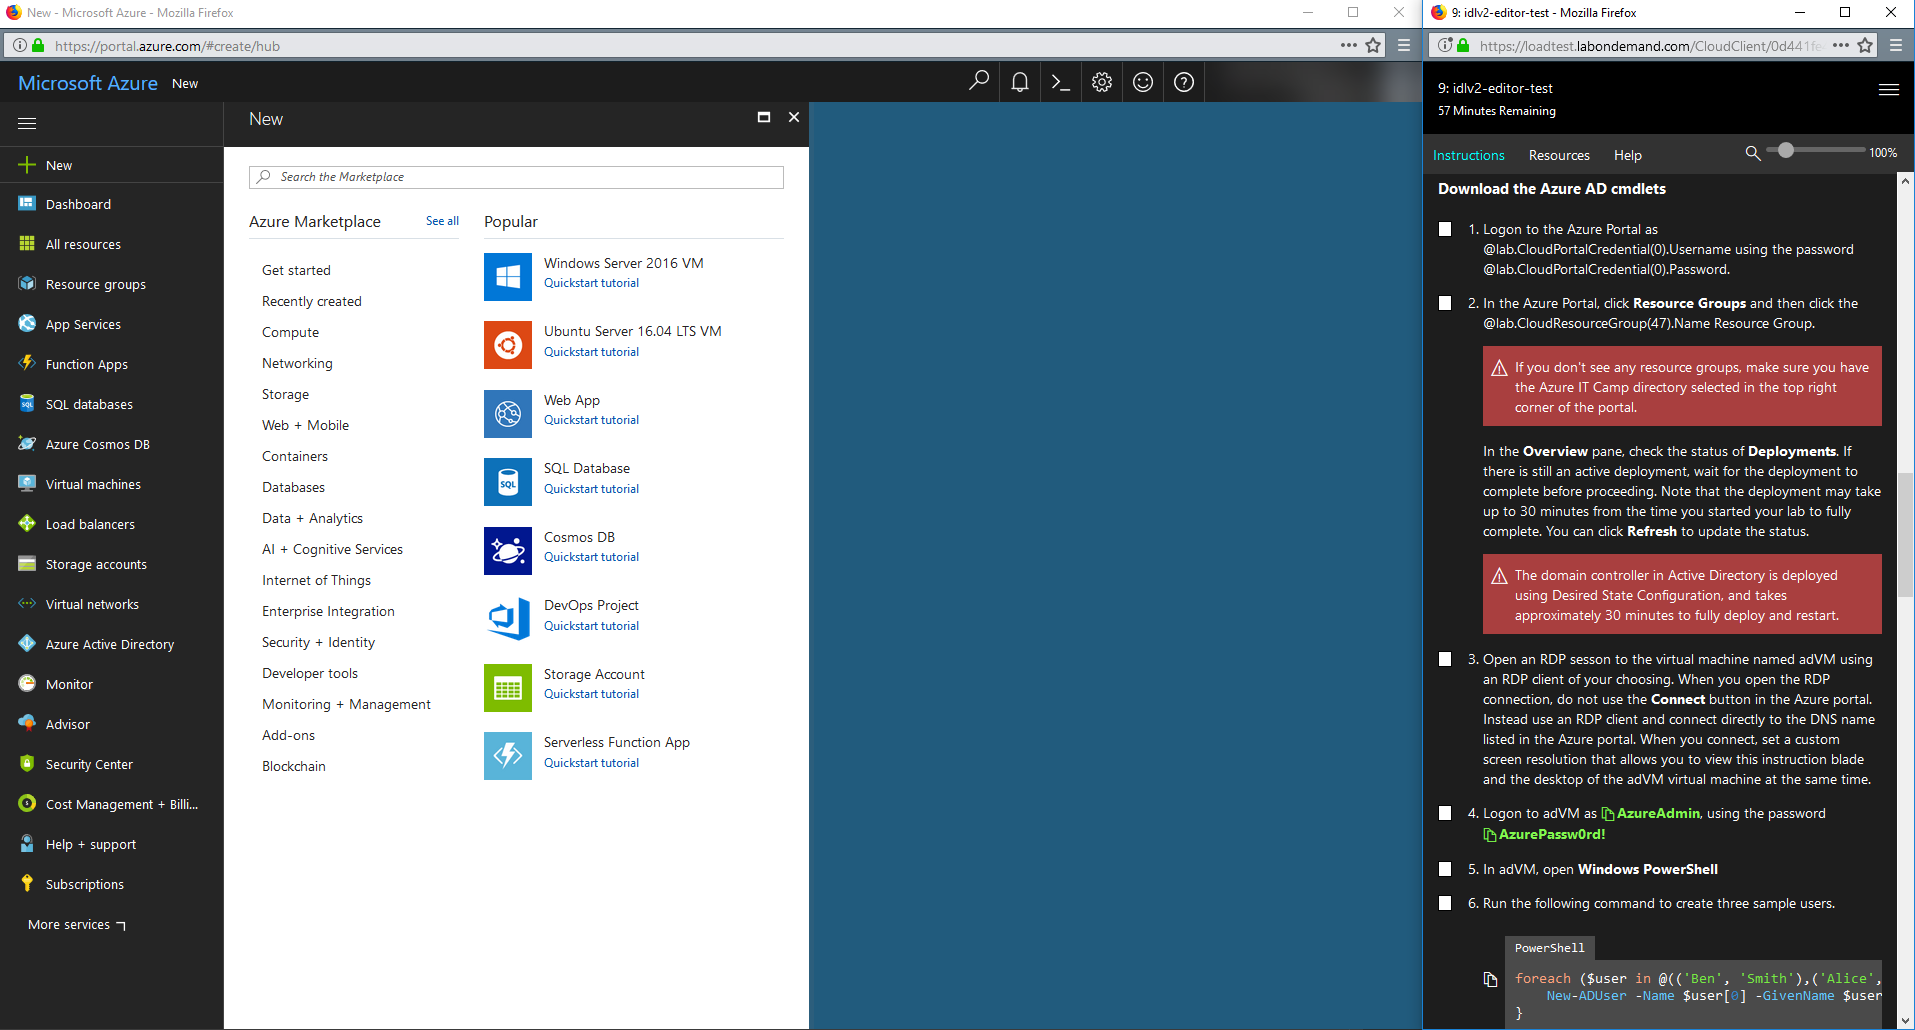 New - Microsoft Azure - Mozilla Firefox
https://portal.azure.com/#create/hub
Microsoft Azure New
New
Dashboard
All resources
Resource groups
App Services
Function Apps
SQL databases
Azure Cosmos DB
Virtual machines
Load balancers
Storage accounts
Virtual networks
Azure Active Directory
Monitor
Advisor
Security Center
Cost Management + Billi...
Help + support
Subscriptions
More services
New
Search the Marketplace
Azure Marketplace See all
Get started
Recently created
Compute
Networking
Storage
Web + Mobile
Containers
Databases
Data + Analytics
AI + Cognitive Services
Internet of Things
Enterprise Integration
Security + Identity
Developer tools
Monitoring + Management
Add-ons
Blockchain
Popular
Windows Server 2016 VM
Quickstart tutorial
Ubuntu Server 16.04 LTS VM
Quickstart tutorial
Web App
Quickstart tutorial
SQL
SQL Database
Quickstart tutorial
Cosmos DB
Quickstart tutorial
DevOps Project
Quickstart tutorial
Storage Account
Quickstart tutorial
Serverless Function App
Quickstart tutorial
9: idlv2-editor-test - Mozilla Firefox
https://loadtest.labondemand.com/CloudClient/0d441fe
9: idlv2-editor-test
57 Minutes Remaining
Instructions Resources Help 100%
Download the Azure AD cmdlets
1. Logon to the Azure Portal as
@lab.CloudPortalCredential(0).Username using the password
@lab.CloudPortalCredential(0).Password.
2. In the Azure Portal, click Resource Groups and then click the
@lab.CloudResourceGroup(47).Name Resource Group.
If you don't see any resource groups, make sure you have
the Azure IT Camp directory selected in the top right
corner of the portal.
In the Overview pane, check the status of Deployments. If
there is still an active deployment, wait for the deployment to
complete before proceeding. Note that the deployment may take
up to 30 minutes from the time you started your lab to fully
complete. You can click Refresh to update the status.
The domain controller in Active Directory is deployed
using Desired State Configuration, and takes
approximately 30 minutes to fully deploy and restart.
3. Open an RDP sesson to the virtual machine named adVM using
an RDP client of your choosing. When you open the RDP
connection, do not use the Connect button in the Azure portal.
Instead use an RDP client and connect directly to the DNS name
listed in the Azure portal. When you connect, set a custom
screen resolution that allows you to view this instruction blade
and the desktop of the adVM virtual machine at the same time.
4. Logon to adVM as AzureAdmin, using the password
AzurePassw0rd!
5. In adVM, open Windows PowerShell
6. Run the following command to create three sample users.
PowerShell
foreach ($user in @(('Ben', 'Smith'),('Alice',
New-ADUser -Name $user[0] -GivenName $user
}